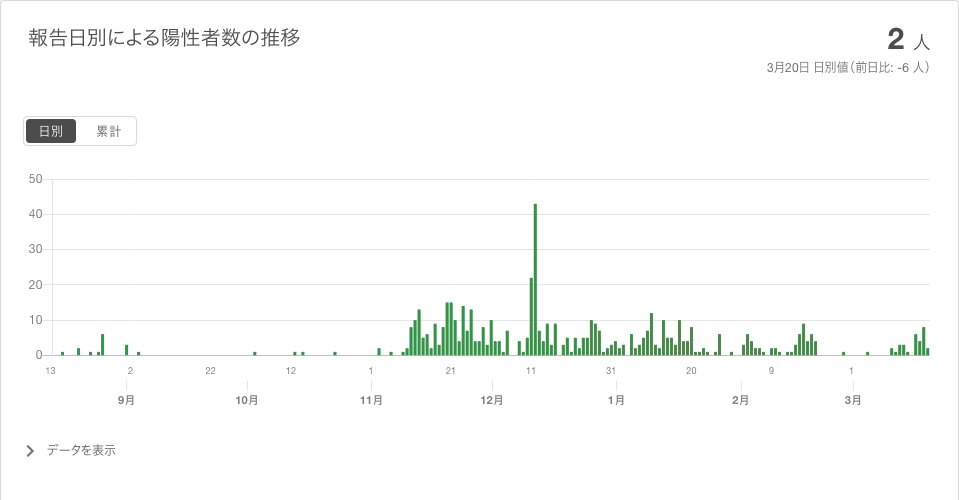 報告日別による陽性者数の推移
2 人
3月20日 日別値（前日比: -6 人）
日別 累計
50
40
30
20
10
0
13 2 22 12 1 21 11 31 20 9 1
9月 10月 11月 12月 1月 2月 3月
データを表示